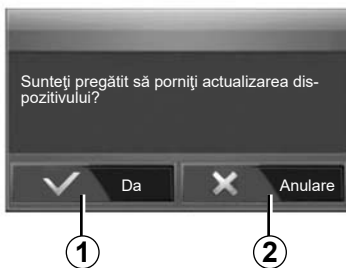 Sunteţi pregătit să porniţi actualizarea dis-
pozitivului?
Da
Anulare
1
2